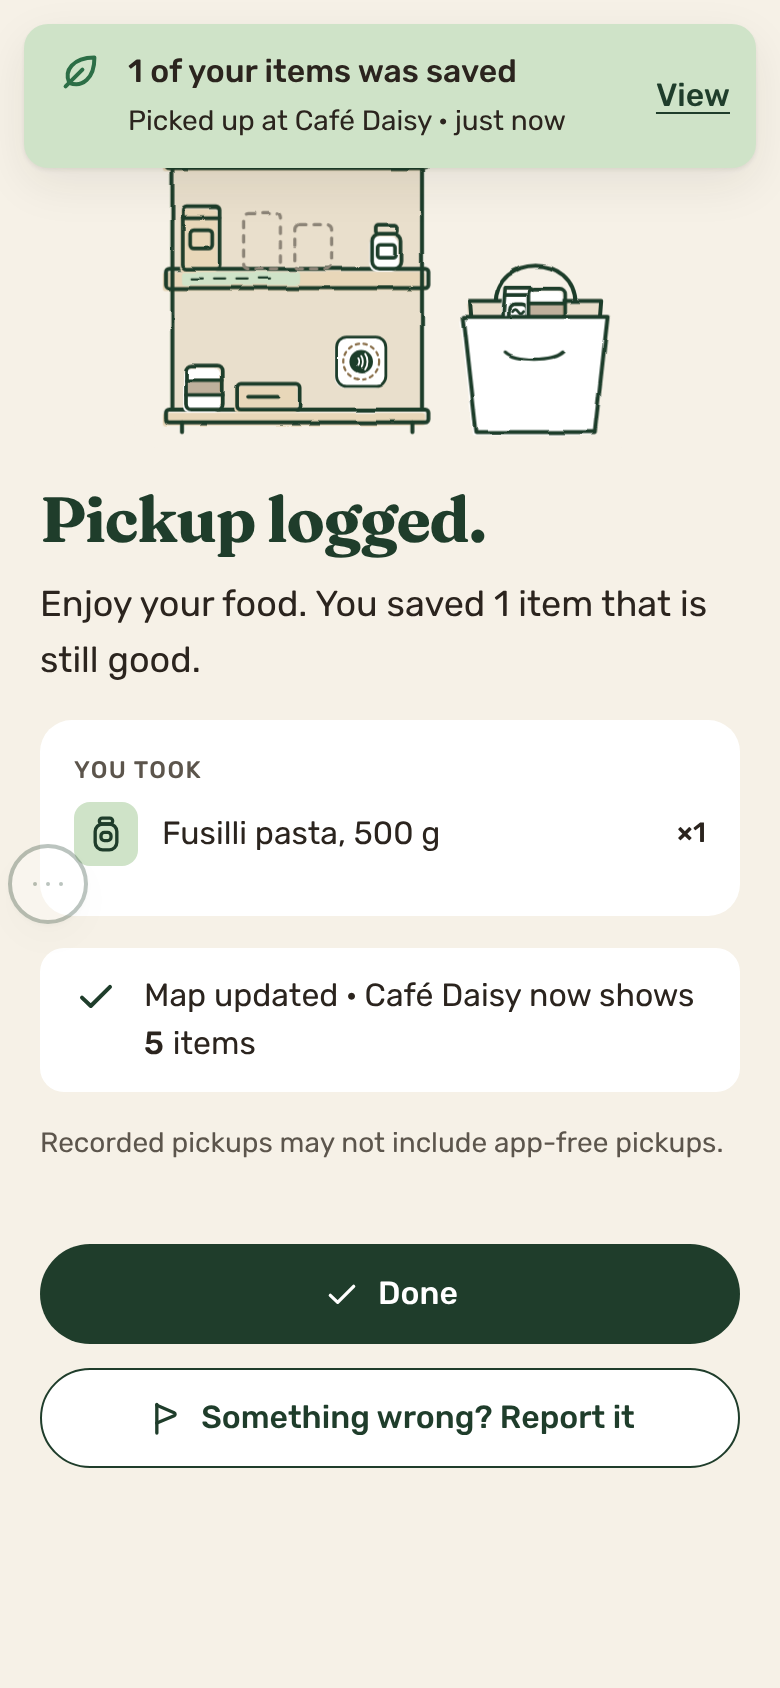 1 of your items was saved
Picked up at Café Daisy • just now
View
Pickup logged.
Enjoy your food. You saved 1 item that is
still good.
YOU TOOK
Fusilli pasta, 500 g
×1
Map updated • Café Daisy now shows
5 items
Recorded pickups may not include app-free pickups.
Done
Something wrong? Report it